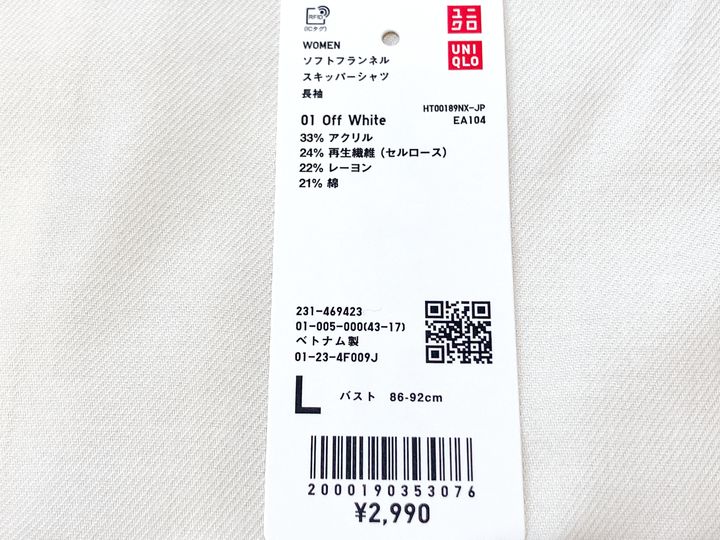 RFID
(ICタグ)
ユニ
クロ
UNI
QLO
WOMEN
ソフトフランネル
スキッパーシャツ
長袖
HT00189NX-JP
01 Off White
EA104
33% アクリル
24% 再生繊維 (セルロース)
22% レーヨン
21% 綿
231-469423
01-005-000(43-17)
ベトナム製
01-23-4F009J
L バスト 86-92cm
2000190353076
¥2,990